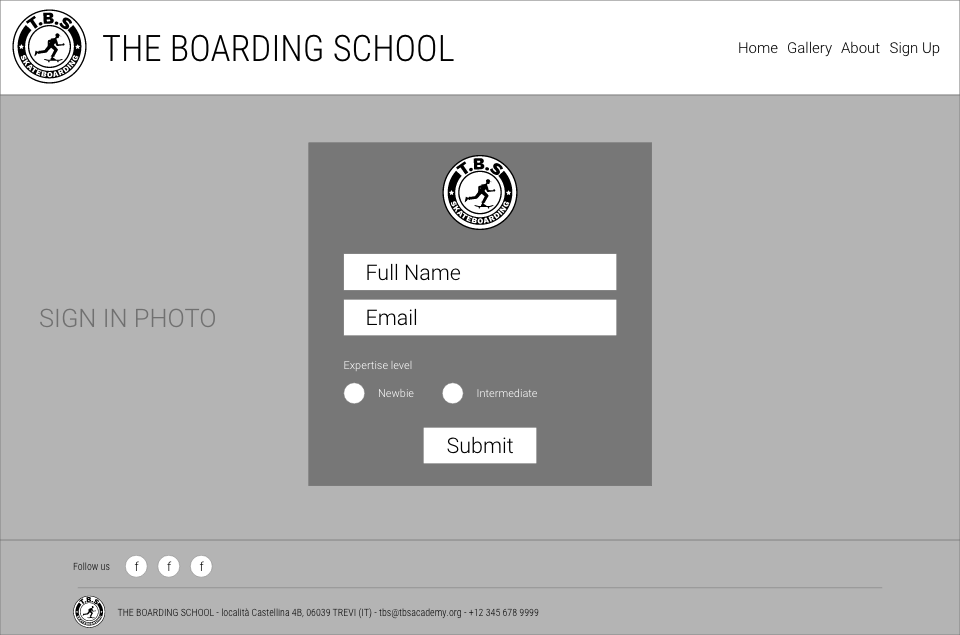 T.B.S
SKATEBOARDING
THE BOARDING SCHOOL
Home Gallery About Sign Up
T.B.S
SKATEBOARDING
Full Name
Email
SIGN IN PHOTO
Expertise level
Newbie Intermediate
Submit
Follow us f f f
T.B.S
SKATEBOARDING
THE BOARDING SCHOOL - località Castellina 4B, 06039 TREVI (IT) - tbs@tbsacademy.org - +12 345 678 9999